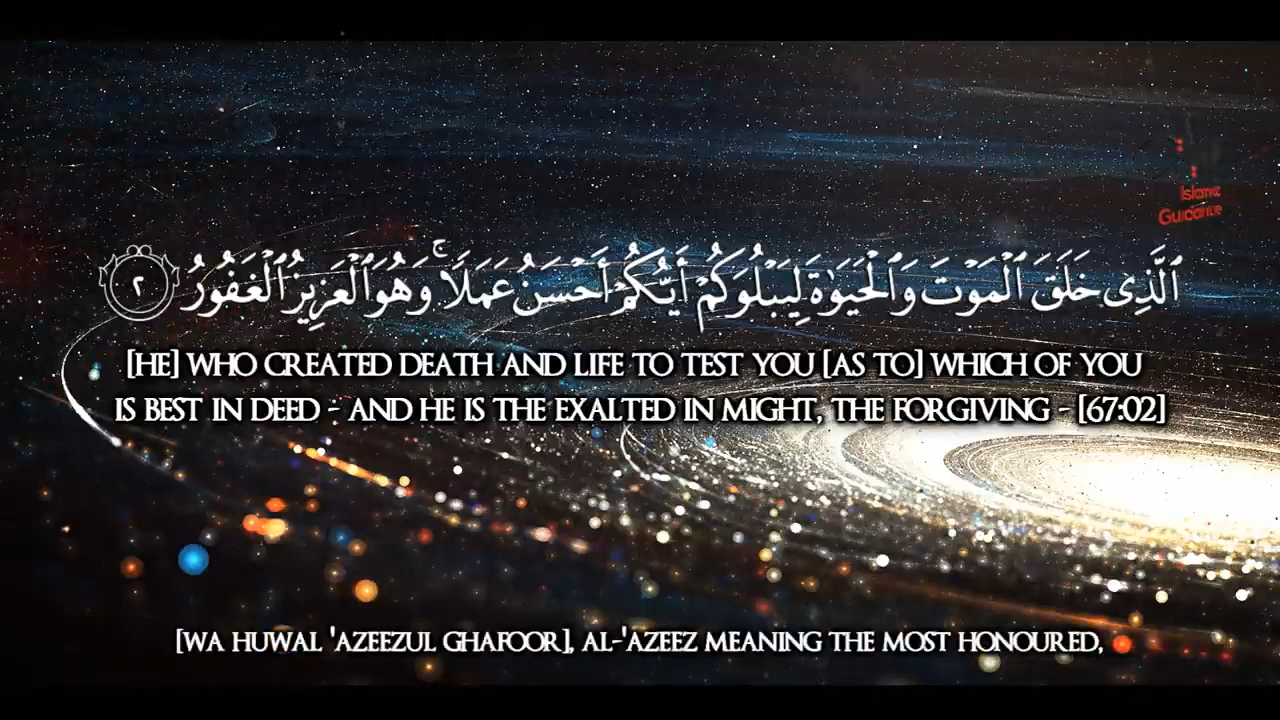 Islamic
Guidance
ٱلَّذِى خَلَقَ ٱلْمَوْتَ وَٱلْحَيَوٰةَ لِيَبْلُوَكُمْ أَيُّكُمْ أَحْسَنُ عَمَلًا ۚ وَهُوَ ٱلْعَزِيزُ ٱلْغَفُورُ ٢
[HE] WHO CREATED DEATH AND LIFE TO TEST YOU [AS TO] WHICH OF YOU
IS BEST IN DEED - AND HE IS THE EXALTED IN MIGHT, THE FORGIVING - [67:02]
[WA HUWAL 'AZEEZUL GHAFOOR], AL-'AZEEZ MEANING THE MOST HONOURED,